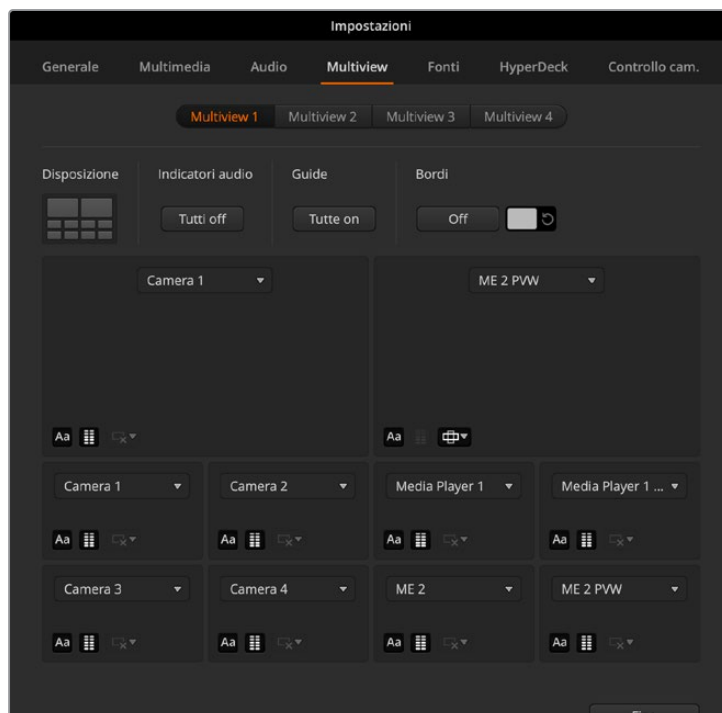 Impostazioni
Generale Multimedia Audio Multiview Fonti HyperDeck Controllo cam.
Multiview 1 Multiview 2 Multiview 3 Multiview 4
Disposizione Indicatori audio Guide Bordi
Tutti off Tutte on Off
Camera 1 ME 2 PVW
Aa Aa
Camera 1 Camera 2 Media Player 1 Media Player 1 ...
Aa Aa Aa Aa
Camera 3 Camera 4 ME 2 ME 2 PVW
Aa Aa Aa Aa